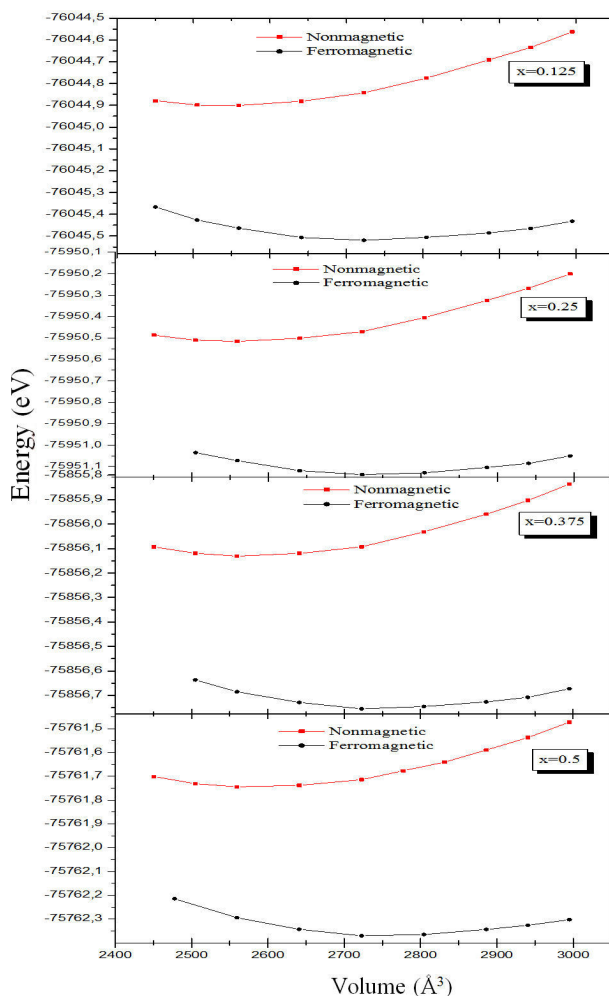 -76044,5
-76044,6
-76044,7
-76044,8
-76044,9
-76045,0
-76045,1
-76045,2
-76045,3
-76045,4
-76045,5
Nonmagnetic
Ferromagnetic
x=0.125
-75950,1
-75950,2
-75950,3
-75950,4
-75950,5
-75950,6
-75950,7
-75950,8
-75950,9
-75951,0
-75951,1
Nonmagnetic
Ferromagnetic
x=0.25
-75855,8
-75855,9
-75856,0
-75856,1
-75856,2
-75856,3
-75856,4
-75856,5
-75856,6
-75856,7
Nonmagnetic
Ferromagnetic
x=0.375
-75761,5
-75761,6
-75761,7
-75761,8
-75761,9
-75762,0
-75762,1
-75762,2
-75762,3
Nonmagnetic
Ferromagnetic
x=0.5
Energy (eV)
2400 2500 2600 2700 2800 2900 3000
Volume (Å³)